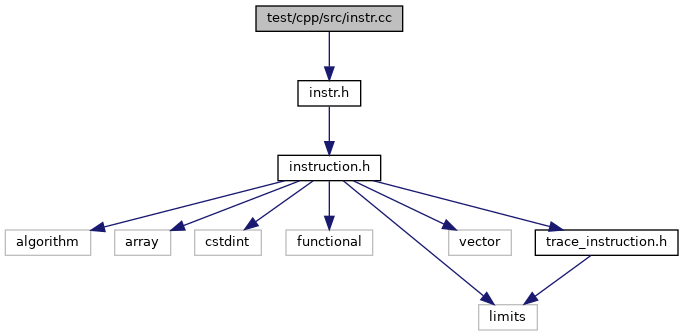 test/cpp/src/instr.cc
instr.h
instruction.h
algorithm
array
cstdint
functional
vector
trace_instruction.h
limits